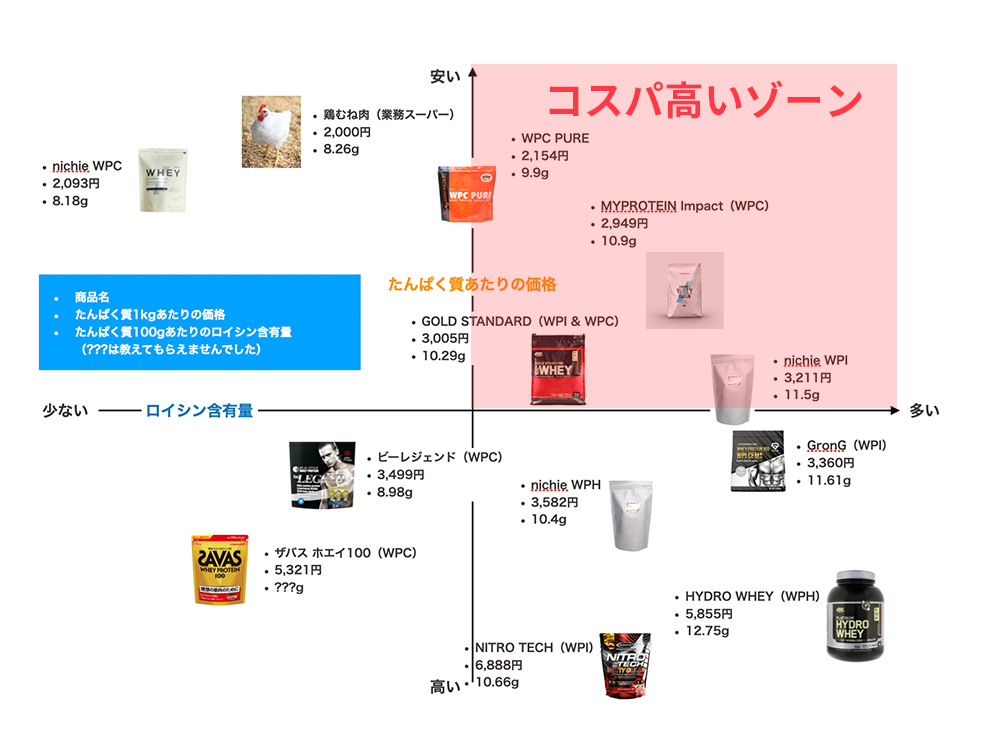 安い
コスパ高いゾーン
・鶏むね肉（業務スーパー）
・2,000円
・8.26g
・WPC PURE
・2,154円
・9.9g
・nichie WPC
・2,093円
・8.18g
WHEY
WPC PURE
・MYPROTEIN Impact（WPC）
・2,949円
・10.9g
たんぱく質あたりの価格
・商品名
・たんぱく質1kgあたりの価格
・たんぱく質100gあたりのロイシン含有量
（???は教えてもらえませんでした）
・GOLD STANDARD（WPI & WPC）
・3,005円
・10.29g
WHEY
・nichie WPI
・3,211円
・11.5g
少ない
ロイシン含有量
多い
・ビーレジェンド（WPC）
・3,499円
・8.98g
・GronG（WPI）
・3,360円
・11.61g
・nichie WPH
・3,582円
・10.4g
・ザバス ホエイ100（WPC）
・5,321円
・???g
SAVAS
WHEY PROTEIN
100
理想の筋肉のために
・HYDRO WHEY（WPH）
・5,855円
・12.75g
HYDRO
WHEY
・NITRO TECH（WPI）
・6,888円
・10.66g
NITRO
TECH
高い